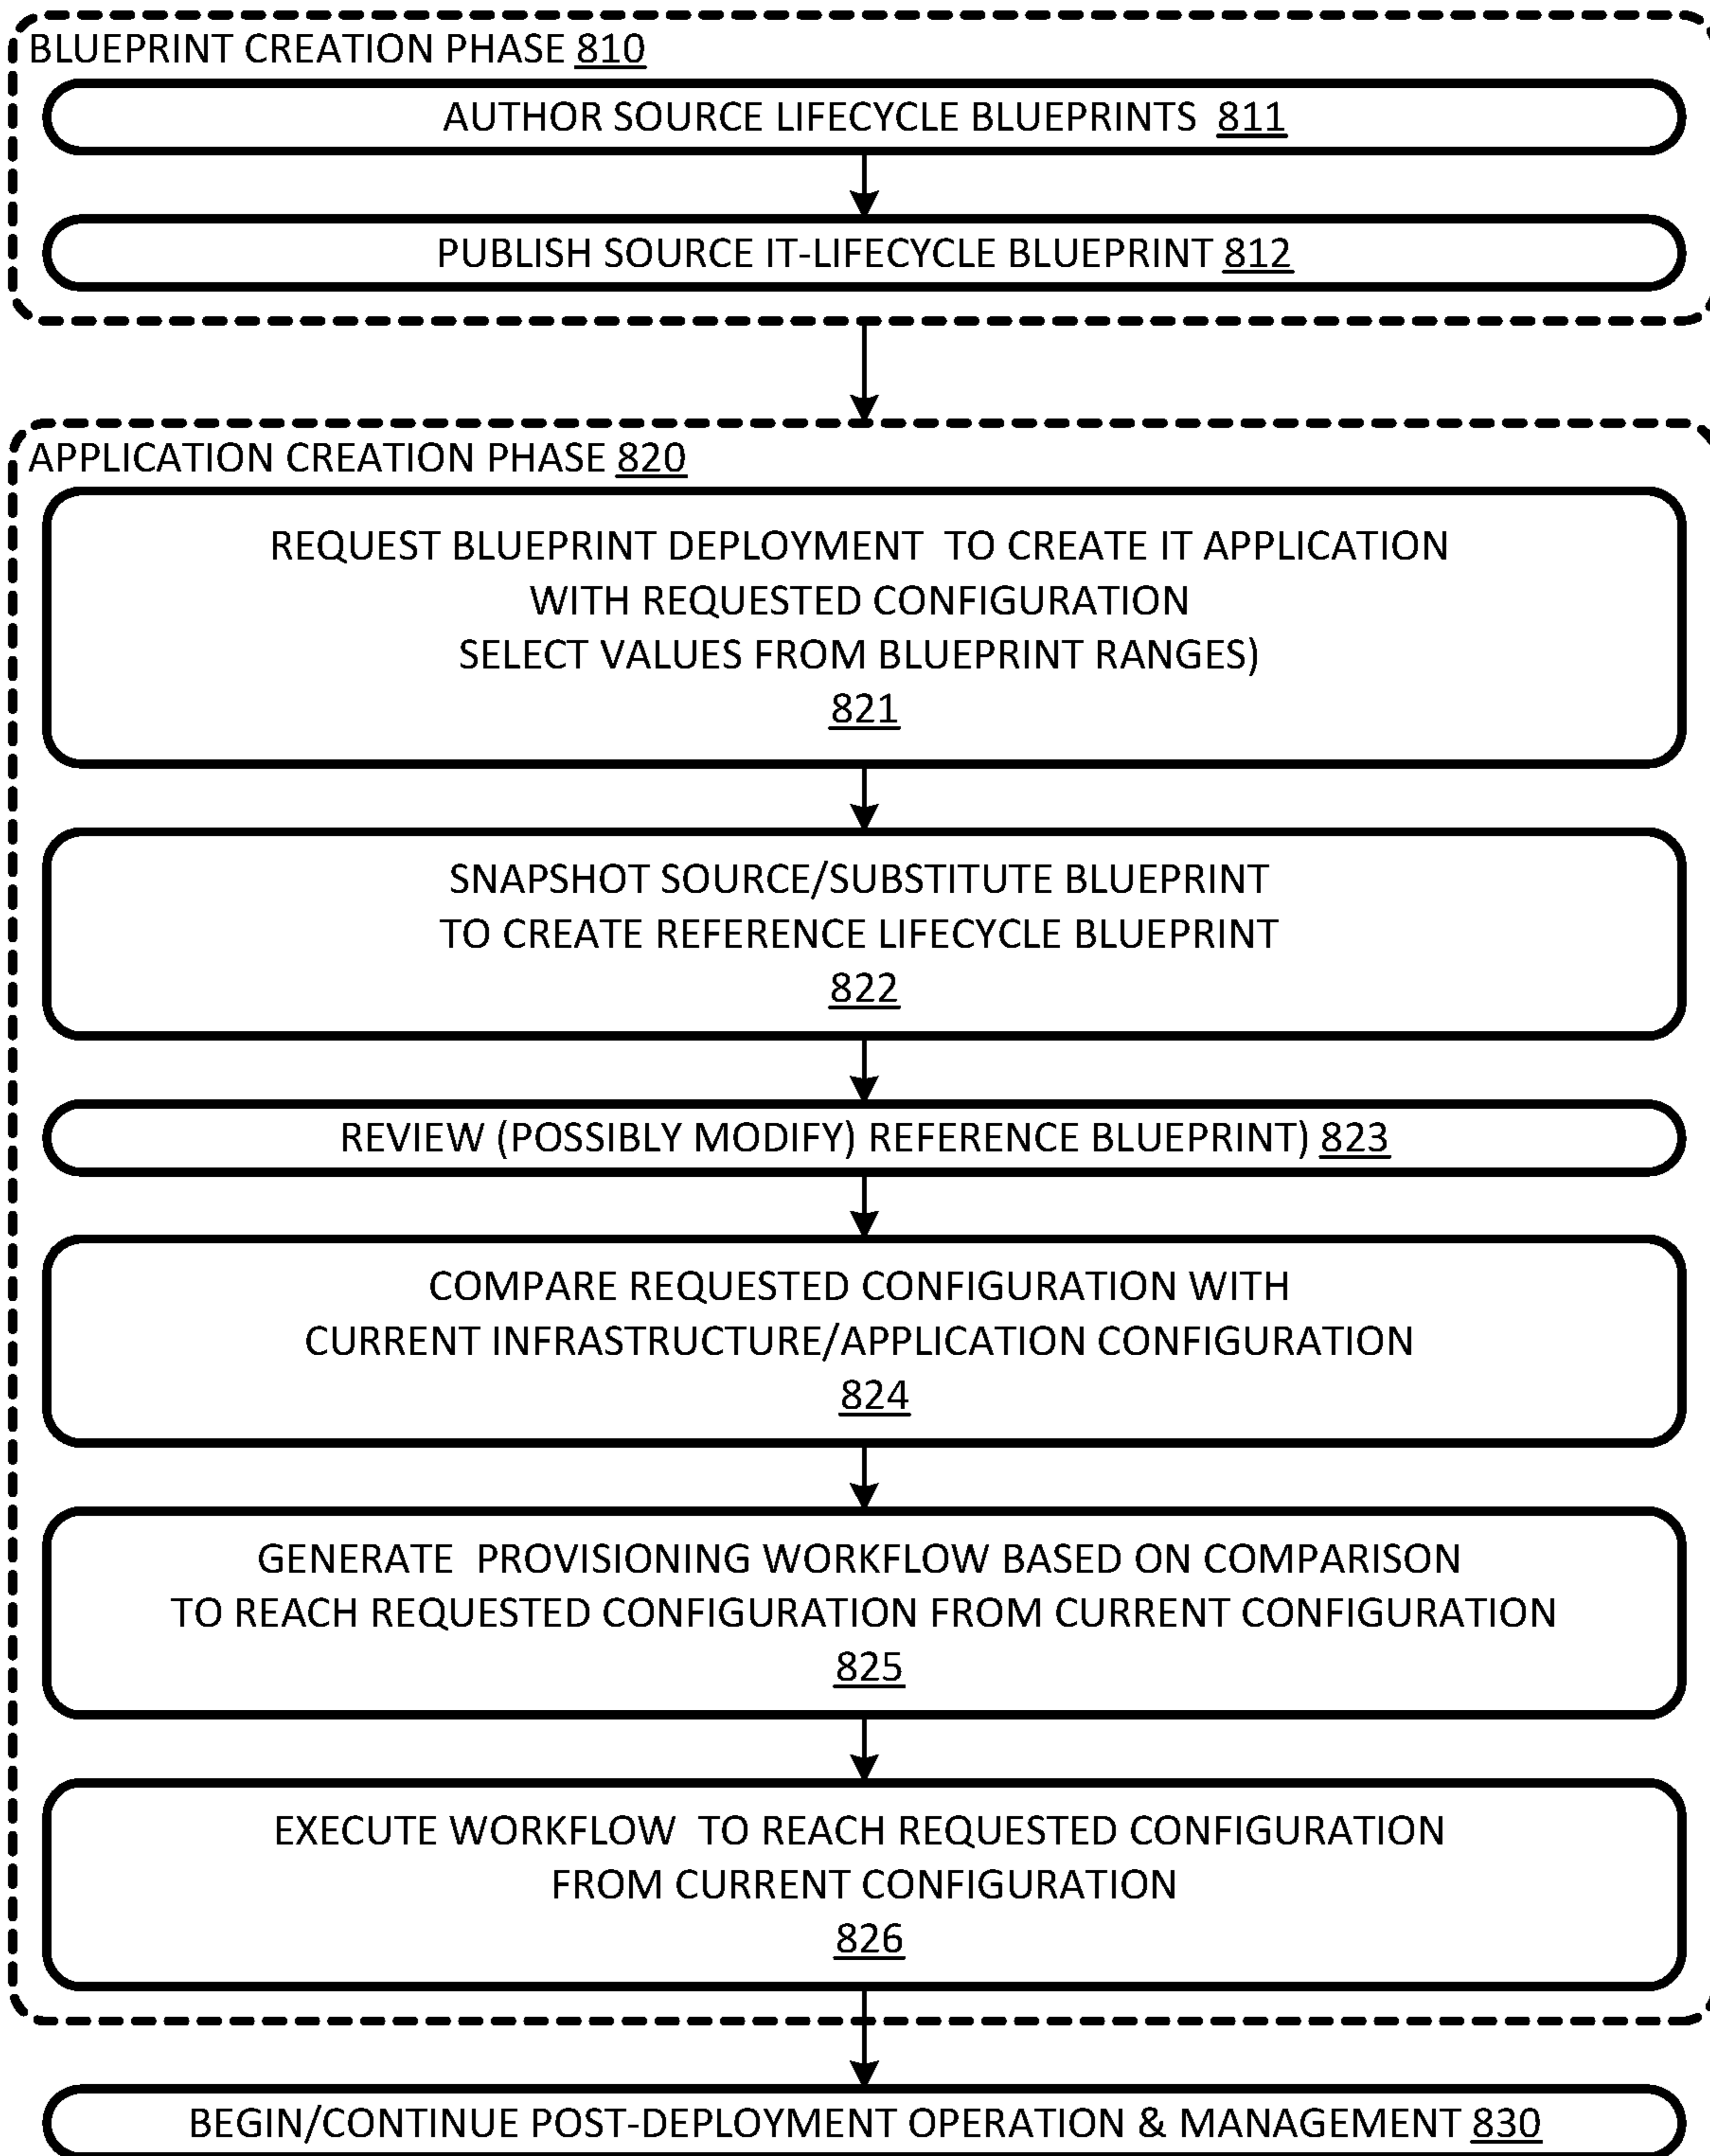 BLUEPRINT CREATION PHASE 810
AUTHOR SOURCE LIFECYCLE BLUEPRINTS 811
PUBLISH SOURCE IT-LIFECYCLE BLUEPRINT 812
APPLICATION CREATION PHASE 820
REQUEST BLUEPRINT DEPLOYMENT TO CREATE IT APPLICATION
WITH REQUESTED CONFIGURATION
SELECT VALUES FROM BLUEPRINT RANGES)
821
SNAPSHOT SOURCE/SUBSTITUTE BLUEPRINT
TO CREATE REFERENCE LIFECYCLE BLUEPRINT
822
REVIEW (POSSIBLY MODIFY) REFERENCE BLUEPRINT) 823
COMPARE REQUESTED CONFIGURATION WITH
CURRENT INFRASTRUCTURE/APPLICATION CONFIGURATION
824
GENERATE PROVISIONING WORKFLOW BASED ON COMPARISON
TO REACH REQUESTED CONFIGURATION FROM CURRENT CONFIGURATION
825
EXECUTE WORKFLOW TO REACH REQUESTED CONFIGURATION
FROM CURRENT CONFIGURATION
826
BEGIN/CONTINUE POST-DEPLOYMENT OPERATION & MANAGEMENT 830